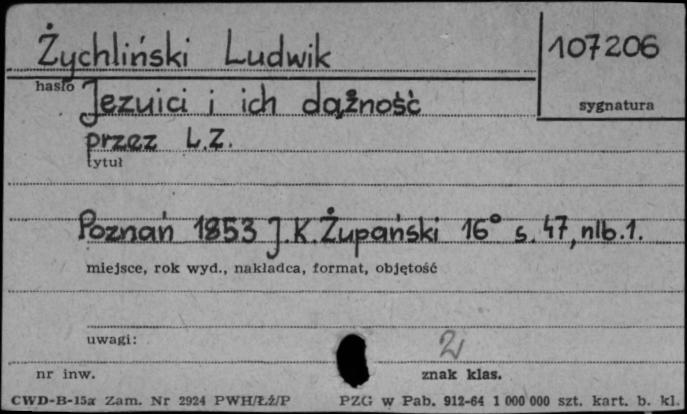 Żychliński Ludwik
107206
hasło
sygnatura
Jezuici i ich dążność
przez L.Z.
tytuł
Poznań 1853 J.K.Żupański 16° s. 47, nlb.1.
miejsce, rok wyd., nakładca, format, objętość
uwagi:
2
nr inw.
znak klas.
CWD-B-15a Zam. Nr 2924 PWH/Łź/P PZG w Pab. 912-64 1 000 000 szt. kart. b. kl.